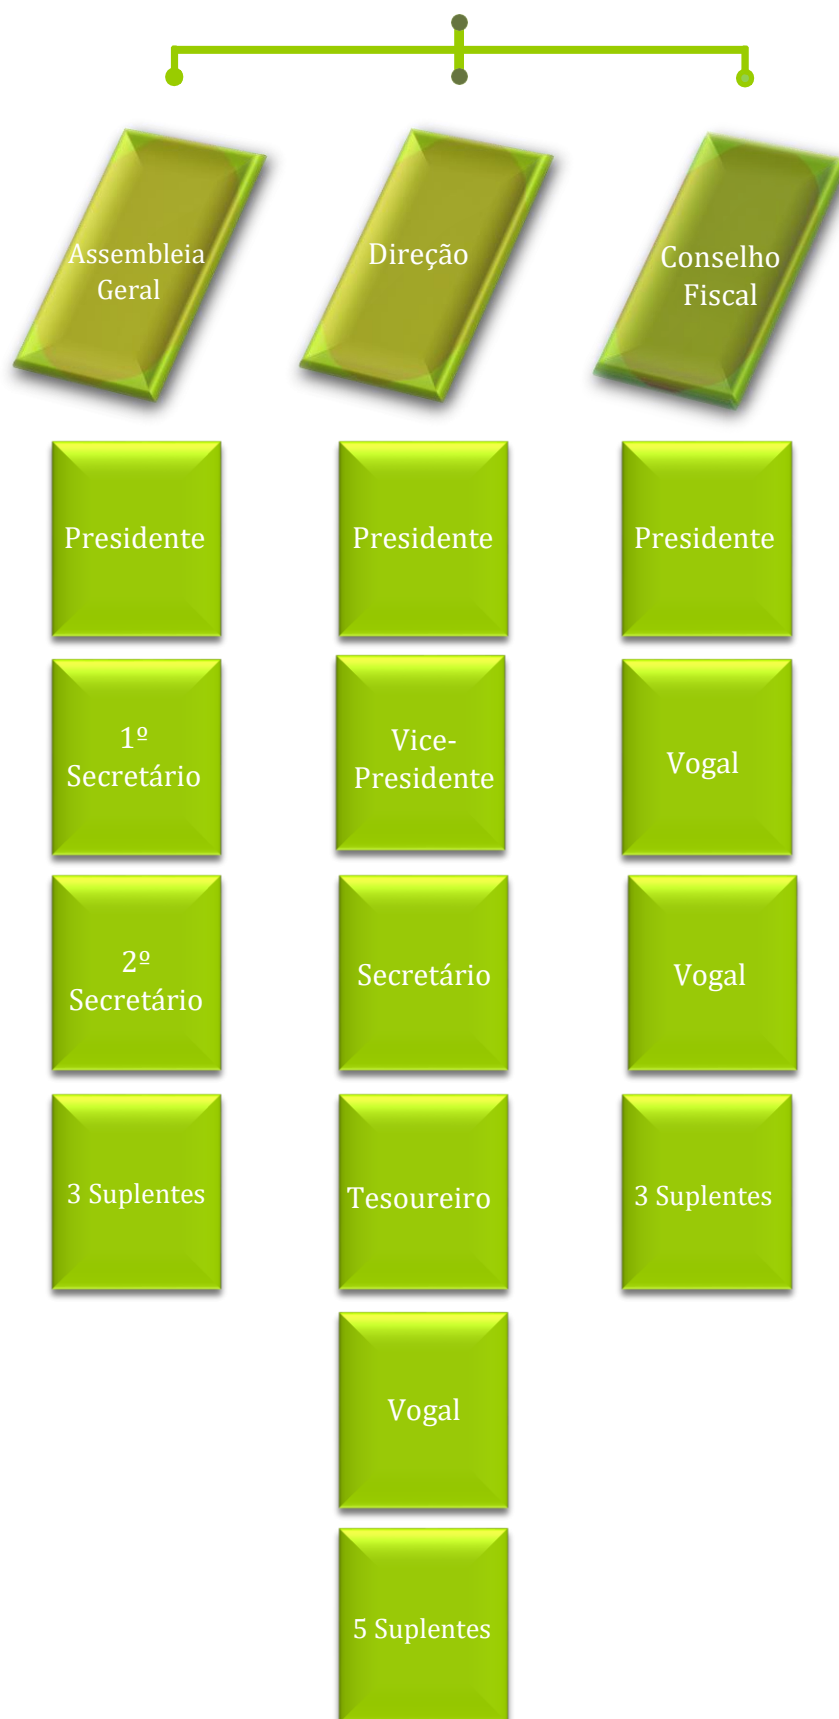 Assembleia
Geral
Direção
Conselho
Fiscal
Presidente
Presidente
Presidente
1º
Secretário
Vice-
Presidente
Vogal
2º
Secretário
Secretário
Vogal
3 Suplentes
Tesoureiro
3 Suplentes
Vogal
5 Suplentes